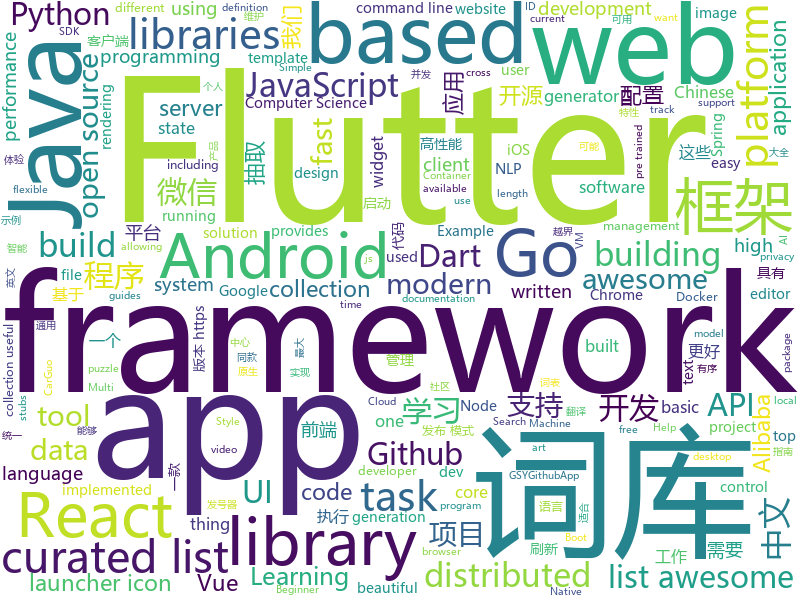 Python
different using
website
development
definition 维护 可用 want
SDK
客户端
libraries
我们
based
command line
image
ID
current
programming
template
web
个人
并发
cross
Java
performance
rendering
open source
JavaScript
应用
user
开源
generator
配置
Chinese
platform
application
Computer Science
特性
track
support
server
state
Flutter
fast
widget
高性能
iOS
pre trained
Spring
产品
体验
including
抽取
client
NLP
这些
easy
大全
flexible
微信
design
available
Container
length
use
software
框架
management
示例
running
solution
provides
启动
代码
Example
可能
平台
Android
js
Dart
Go
越界
VM
AI
privacy
build
程序
allowing
used
building
high
智能
file
system
Google
collection
modern
awesome
具有
英文
基于
guides
time
documentation
written
Chrome
Docker
editor
collection useful
framework
通用
版本 https
一个
中心
同款
最大
管理
built
text
model
更好
有序
package
puzzle
CarGuo
stubs
Multi
app
原生
实现
社区
词表
local
tool
学习
Node
支持
开发
basic
API
翻译
统一
能够
前端
Cloud
发布 模式
Search
Machine
free
Help
指南
data
Style
Github
one
项目
词库
project
top
Alibaba
language
一款
video
developer
dev
art
GSYGithubApp
desktop
implemented
UI
code
task
core
语言
control
中文
React
library
thing
发号器
program
generation
执行
刷新
适合
Boot
工作
需要
curated list
Vue
Learning
browser
Simple
launcher icon
beautiful
Beginner
Native
distributed
list awesome